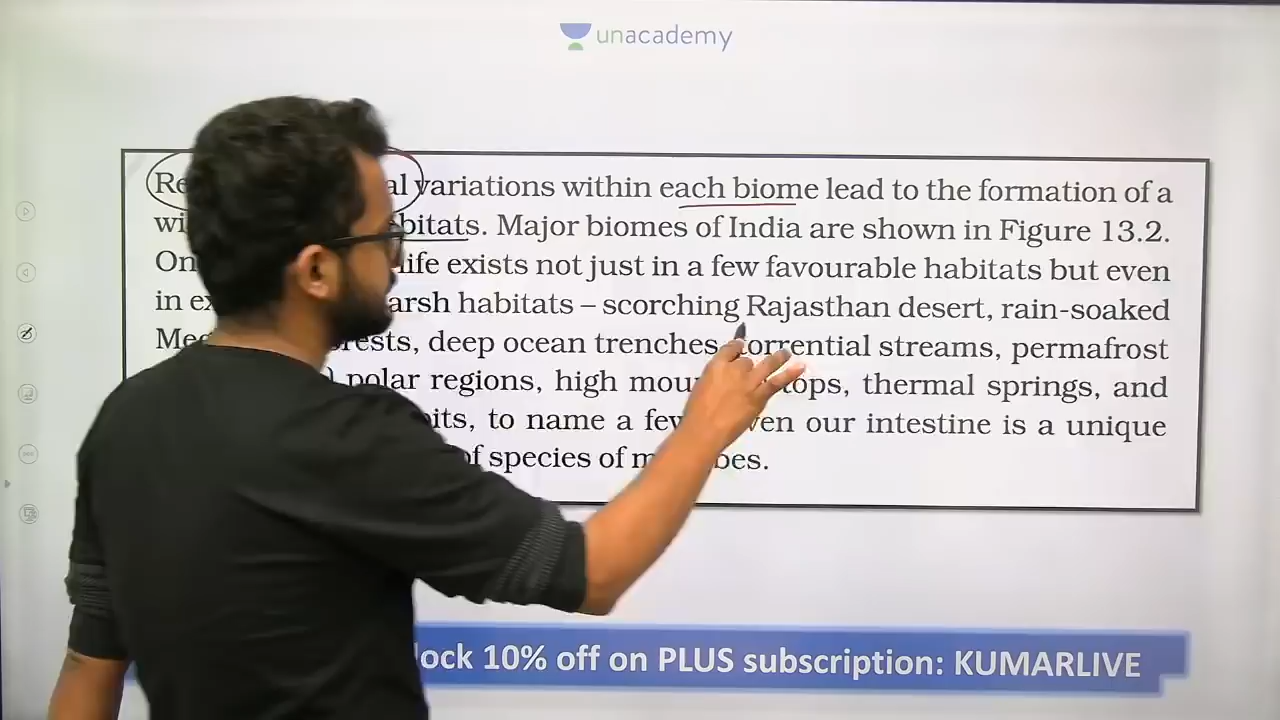 unacademy
Re al variations within each biome lead to the formation of a
wi bitats. Major biomes of India are shown in Figure 13.2.
On life exists not just in a few favourable habitats but even
in ex arsh habitats – scorching Rajasthan desert, rain-soaked
Me rests, deep ocean trenches torrential streams, permafrost
polar regions, high mou tops, thermal springs, and
its, to name a few ven our intestine is a unique
of species of m bes.
lock 10% off on PLUS subscription: KUMARLIVE